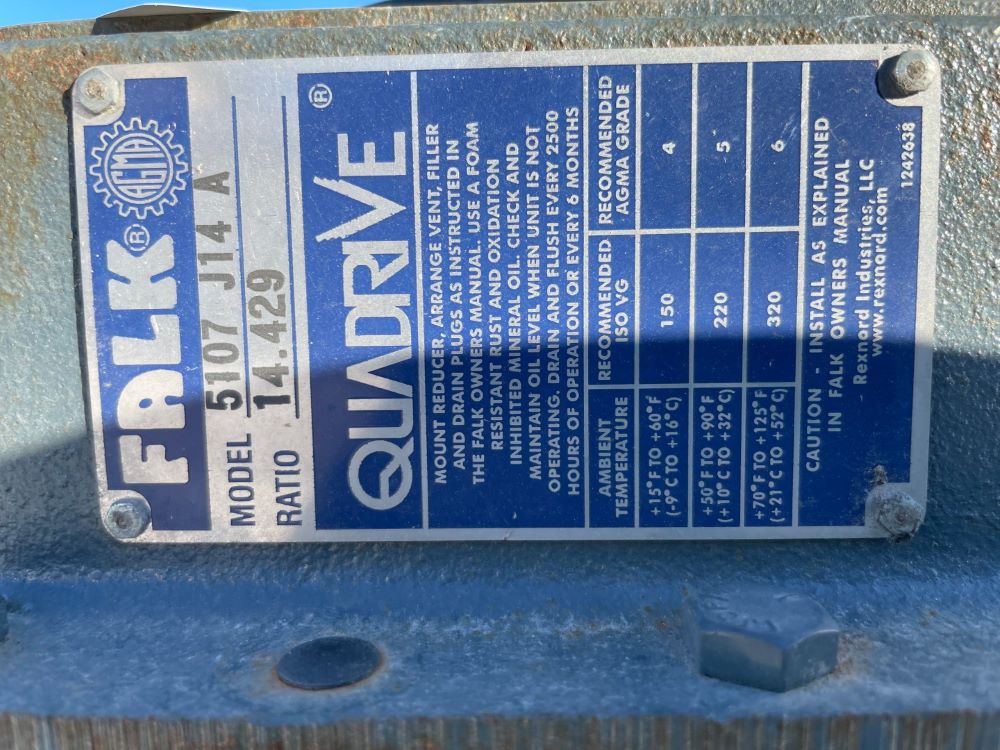 FALK®
AGMA
MODEL 5107 J14 A
RATIO 14.429
QUADRIVE®
MOUNT REDUCER, ARRANGE VENT, FILLER
AND DRAIN PLUGS AS INSTRUCTED IN
THE FALK OWNERS MANUAL. USE A FOAM
RESISTANT RUST AND OXIDATION
INHIBITED MINERAL OIL. CHECK AND
MAINTAIN OIL LEVEL WHEN UNIT IS NOT
OPERATING. DRAIN AND FLUSH EVERY 2500
HOURS OF OPERATION OR EVERY 6 MONTHS
AMBIENT RECOMMENDED RECOMMENDED
TEMPERATURE ISO VG AGMA GRADE
+15°F TO +60°F 150 4
(-9°C TO +16°C)
+50°F TO +90°F 220 5
(+10°C TO +32°C)
+70°F TO +125°F 320 6
(+21°C TO +52°C)
CAUTION - INSTALL AS EXPLAINED
IN FALK OWNERS MANUAL
Rexnord Industries, LLC
www.rexnord.com 1242638